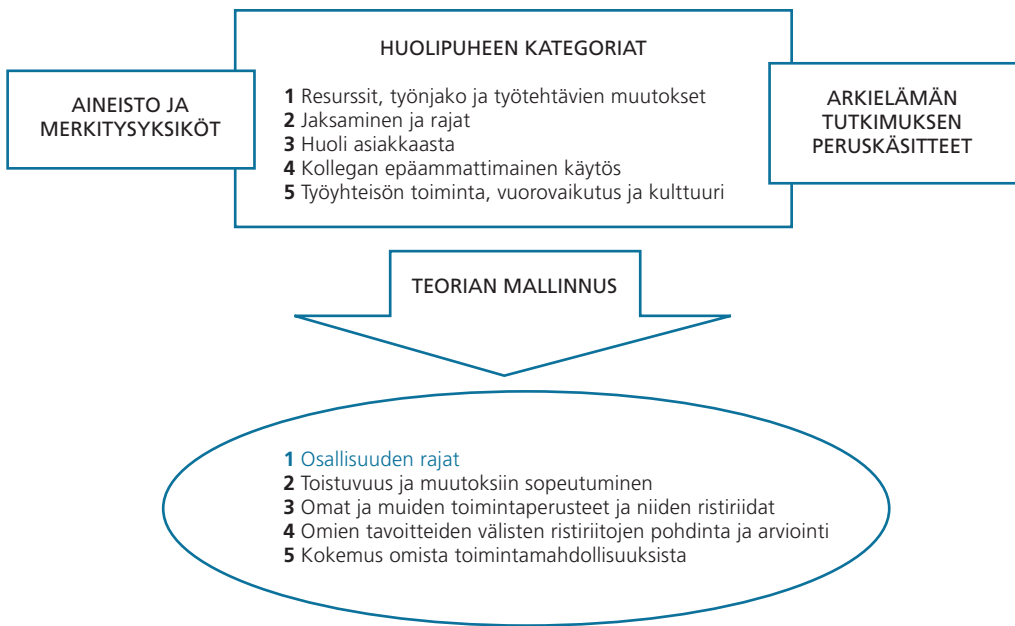 HUOLIPUHEEN KATEGORIAT
AINEISTO JA
MERKITYSYKSIKÖT
1 Resurssit, työnjako ja työtehtävien muutokset
2 Jaksaminen ja rajat
3 Huoli asiakkaasta
4 Kollegan epäammattimainen käytös
5 Työyhteisön toiminta, vuorovaikutus ja kulttuuri
ARKIELÄMÄN
TUTKIMUKSEN
PERUSKÄSITTEET
TEORIAN MALLINNUS
1 Osallisuuden rajat
2 Toistuvuus ja muutoksiin sopeutuminen
3 Omat ja muiden toimintaperusteet ja niiden ristiriidat
4 Omien tavoitteiden välisten ristiriitojen pohdinta ja arviointi
5 Kokemus omista toimintamahdollisuuksista